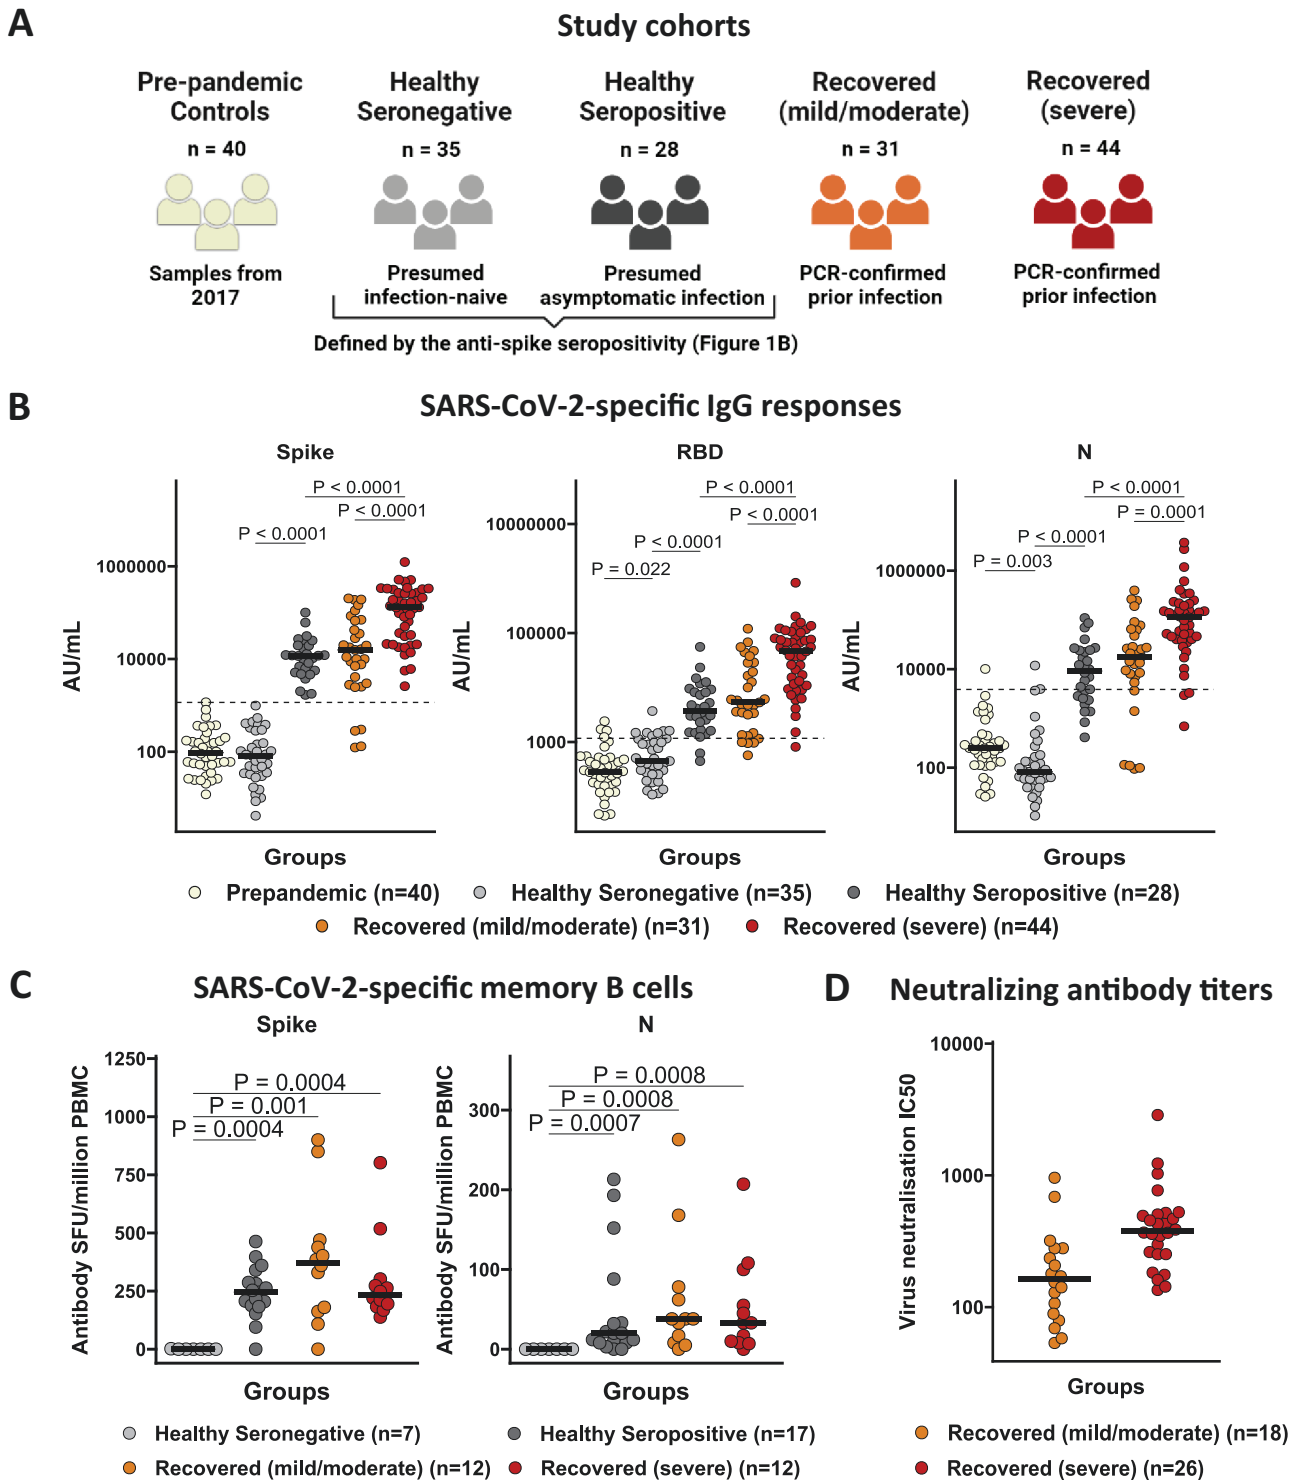 A
Study cohorts
Pre-pandemic
Controls
n = 40
Samples from
2017
Healthy
Seronegative
n = 35
Presumed
infection-naive
Healthy
Seropositive
n = 28
Presumed
asymptomatic infection
Recovered
(mild/moderate)
n = 31
PCR-confirmed
prior infection
Recovered
(severe)
n = 44
PCR-confirmed
prior infection
Defined by the anti-spike seropositivity (Figure 1B)
B
SARS-CoV-2-specific IgG responses
Spike
AU/mL
1000000
10000
100
P < 0.0001
P < 0.0001
P < 0.0001
Groups
RBD
AU/mL
10000000
100000
1000
P < 0.0001
P < 0.0001
P < 0.0001
P = 0.022
Groups
N
AU/mL
1000000
10000
100
P < 0.0001
P = 0.0001
P < 0.0001
P = 0.003
Groups
Prepandemic (n=40)
Healthy Seronegative (n=35)
Healthy Seropositive (n=28)
Recovered (mild/moderate) (n=31)
Recovered (severe) (n=44)
C
SARS-CoV-2-specific memory B cells
Spike
Antibody SFU/million PBMC
1250
1000
750
500
250
0
P = 0.0004
P = 0.001
P = 0.0004
Groups
N
Antibody SFU/million PBMC
300
200
100
0
P = 0.0008
P = 0.0008
P = 0.0007
Groups
Healthy Seronegative (n=7)
Healthy Seropositive (n=17)
Recovered (mild/moderate) (n=12)
Recovered (severe) (n=12)
D
Neutralizing antibody titers
Virus neutralisation IC50
10000
1000
100
Groups
Recovered (mild/moderate) (n=18)
Recovered (severe) (n=26)